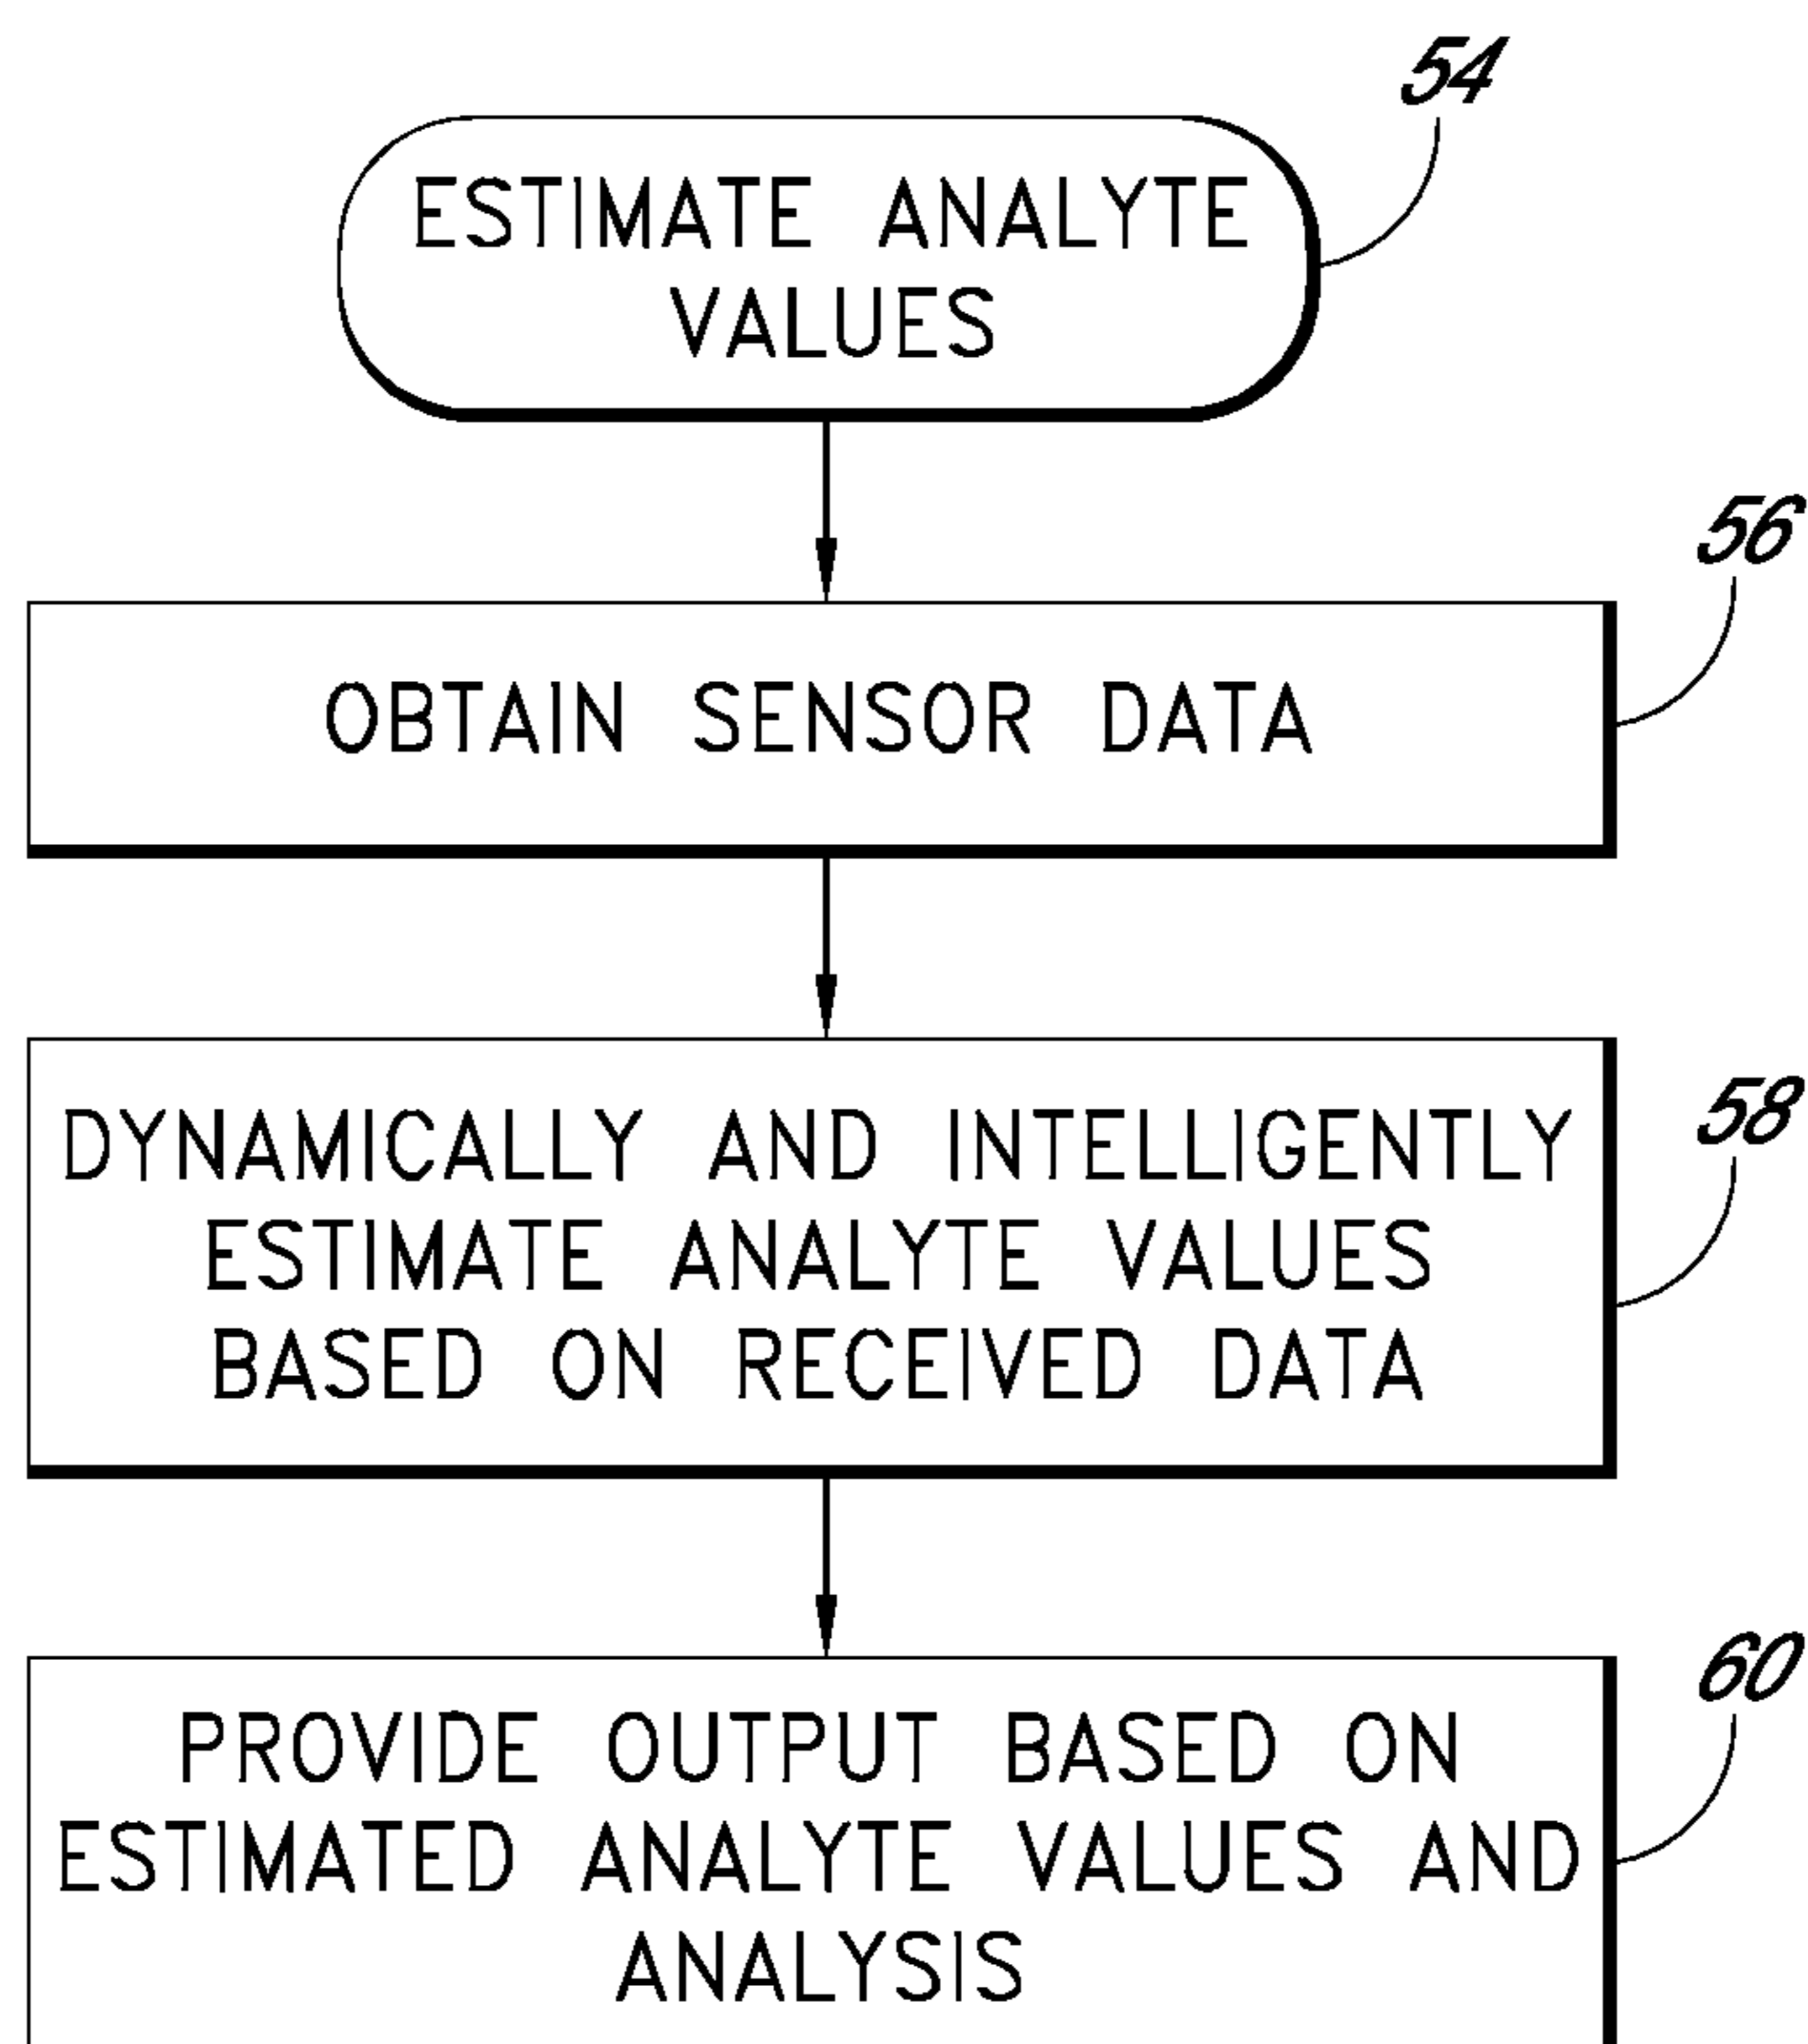 54
ESTIMATE ANALYTE
VALUES
56
OBTAIN SENSOR DATA
58
DYNAMICALLY AND INTELLIGENTLY
ESTIMATE ANALYTE VALUES
BASED ON RECEIVED DATA
60
PROVIDE OUTPUT BASED ON
ESTIMATED ANALYTE VALUES AND
ANALYSIS